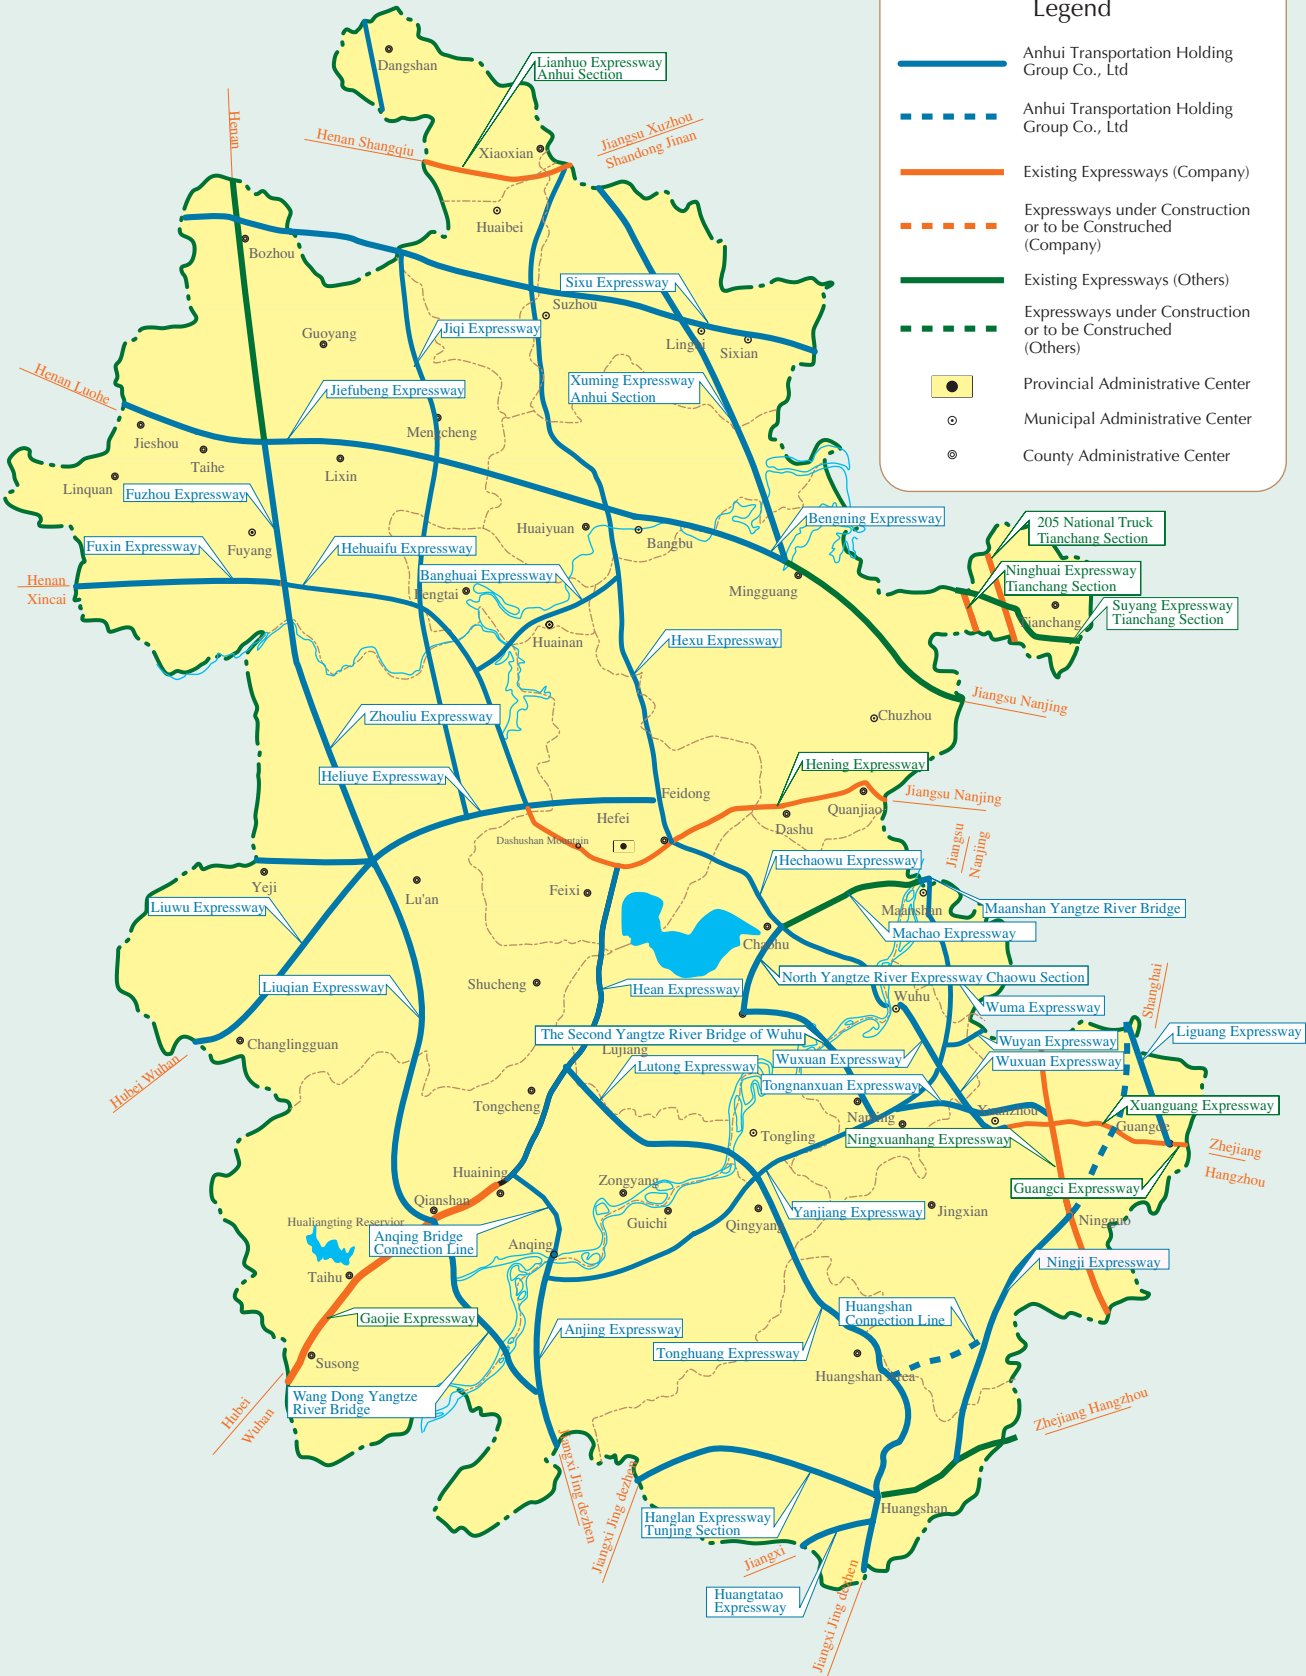 Legend
Anhui Transportation Holding
Group Co., Ltd
Anhui Transportation Holding
Group Co., Ltd
Existing Expressways (Company)
Expressways under Construction
or to be Construched
(Company)
Existing Expressways (Others)
Expressways under Construction
or to be Construched
(Others)
Provincial Administrative Center
Municipal Administrative Center
County Administrative Center
Dangshan
Lianhuo Expressway
Anhui Section
Henan
Henan Shangqiu
Xiaoxian
Jiangsu Xuzhou
Shandong Jinan
Huaibei
Bozhou
Sixu Expressway
Suzhou
Guoyang
Jiqi Expressway
Lingxi
Sixian
Henan Luohe
Jiefubeng Expressway
Xuming Expressway
Anhui Section
Jieshou
Mengcheng
Taihe
Lixin
Linquan
Fuzhou Expressway
Huaiyuan
Bangbu
Bengning Expressway
205 National Truck
Tianchang Section
Fuxin Expressway
Fuyang
Hehuaifu Expressway
Banghuai Expressway
Fengtai
Mingguang
Ninghuai Expressway
Tianchang Section
Henan
Xincai
Suyang Expressway
Tianchang Section
Tianchang
Huainan
Hexu Expressway
Jiangsu Nanjing
Chuzhou
Zhouliu Expressway
Hening Expressway
Heliuye Expressway
Feidong
Jiangsu Nanjing
Quanjiao
Hefei
Dashu
Dashushan Mountain
Jiangsu
Nanjing
Hechaowu Expressway
Yeji
Lu'an
Feixi
Liuwu Expressway
Maanshan
Maanshan Yangtze River Bridge
Machao Expressway
Chaohu
North Yangtze River Expressway Chaowu Section
Shucheng
Liuqian Expressway
Hean Expressway
Wuhu
Wuma Expressway
Shanghai
The Second Yangtze River Bridge of Wuhu
Liguang Expressway
Changlingguan
Lujiang
Wuyan Expressway
Wuxuan Expressway
Wuxuan Expressway
Hubei Wuhan
Lutong Expressway
Tongnanxuan Expressway
Tongcheng
Xuanzhou
Xuanguang Expressway
Nanling
Guangde
Tongling
Ningxuanhang Expressway
Zhejiang
Hangzhou
Huaining
Zongyang
Guangci Expressway
Qianshan
Guichi
Qingyang
Yanjiang Expressway
Jingxian
Ningguo
Hualiangting Reservior
Anqing Bridge
Connection Line
Anqing
Taihu
Ningji Expressway
Huangshan
Connection Line
Gaojie Expressway
Anjing Expressway
Tonghuang Expressway
Susong
Huangshan Area
Wang Dong Yangtze
River Bridge
Hubei
Wuhan
Zhejiang Hangzhou
Jiangxi Jing dezhen
Jiangxi Jing dezhen
Huangshan
Hanglan Expressway
Tunjing Section
Jiangxi
Huangtatao
Expressway
Jiangxi Jing dezhen